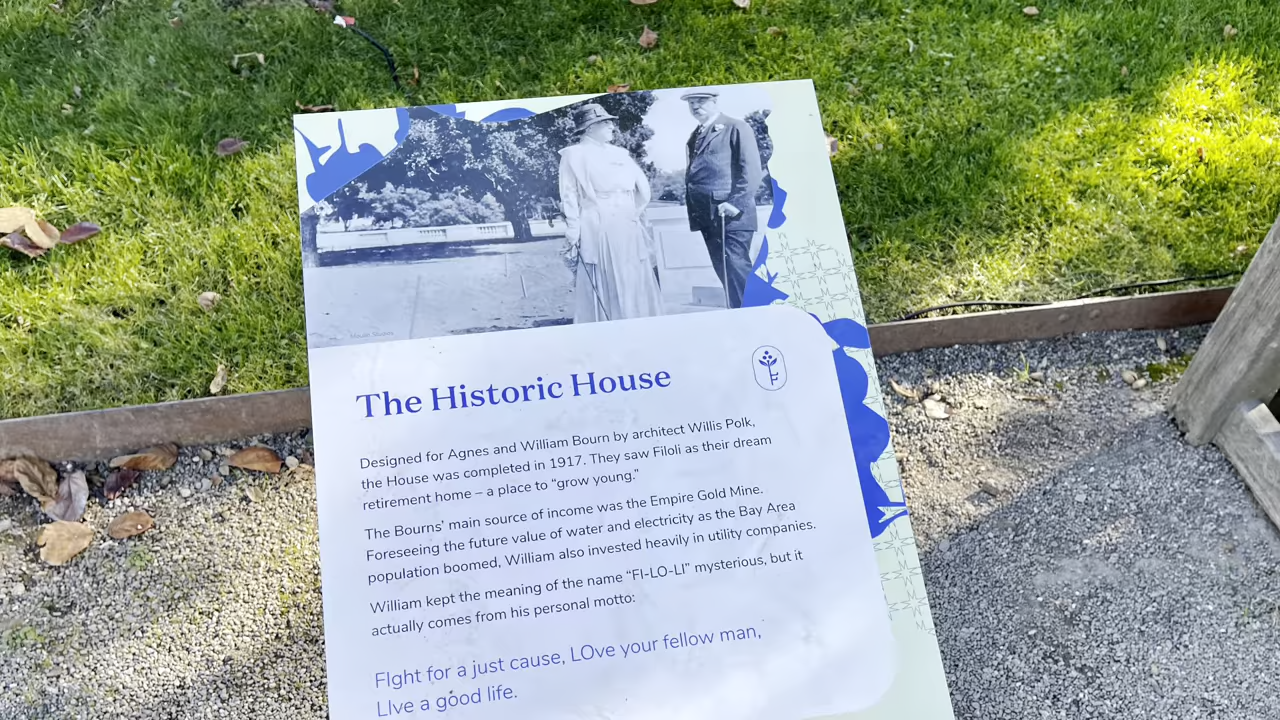 The Historic House
Designed for Agnes and William Bourn by architect Willis Polk,
the House was completed in 1917. They saw Filoli as their dream
retirement home – a place to “grow young.”
The Bourns’ main source of income was the Empire Gold Mine.
Foreseeing the future value of water and electricity as the Bay Area
population boomed, William also invested heavily in utility companies.
William kept the meaning of the name “FI-LO-LI” mysterious, but it
actually comes from his personal motto:
FIght for a just cause, LOve your fellow man,
LIve a good life.